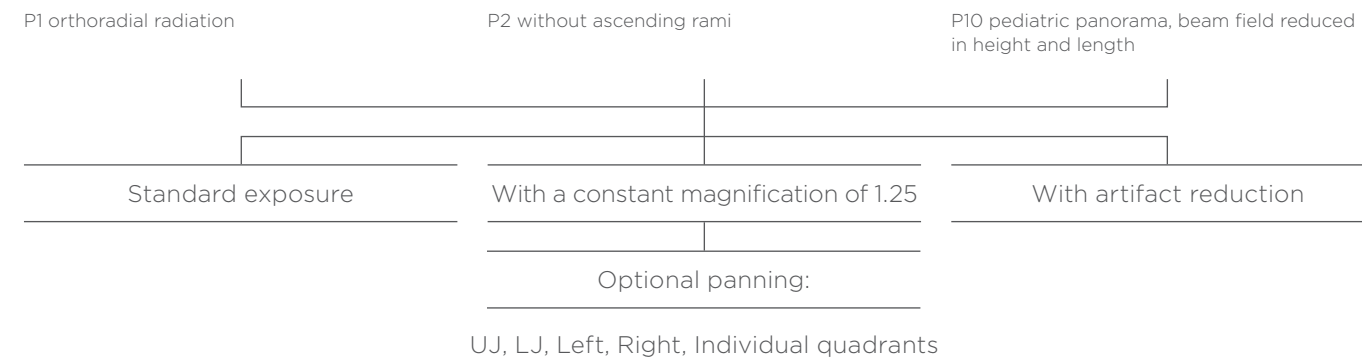 P1 orthoradial radiation
P2 without ascending rami
P10 pediatric panorama, beam field reduced
in height and length
Standard exposure
With a constant magnification of 1.25
With artifact reduction
Optional panning:
UJ, LJ, Left, Right, Individual quadrants